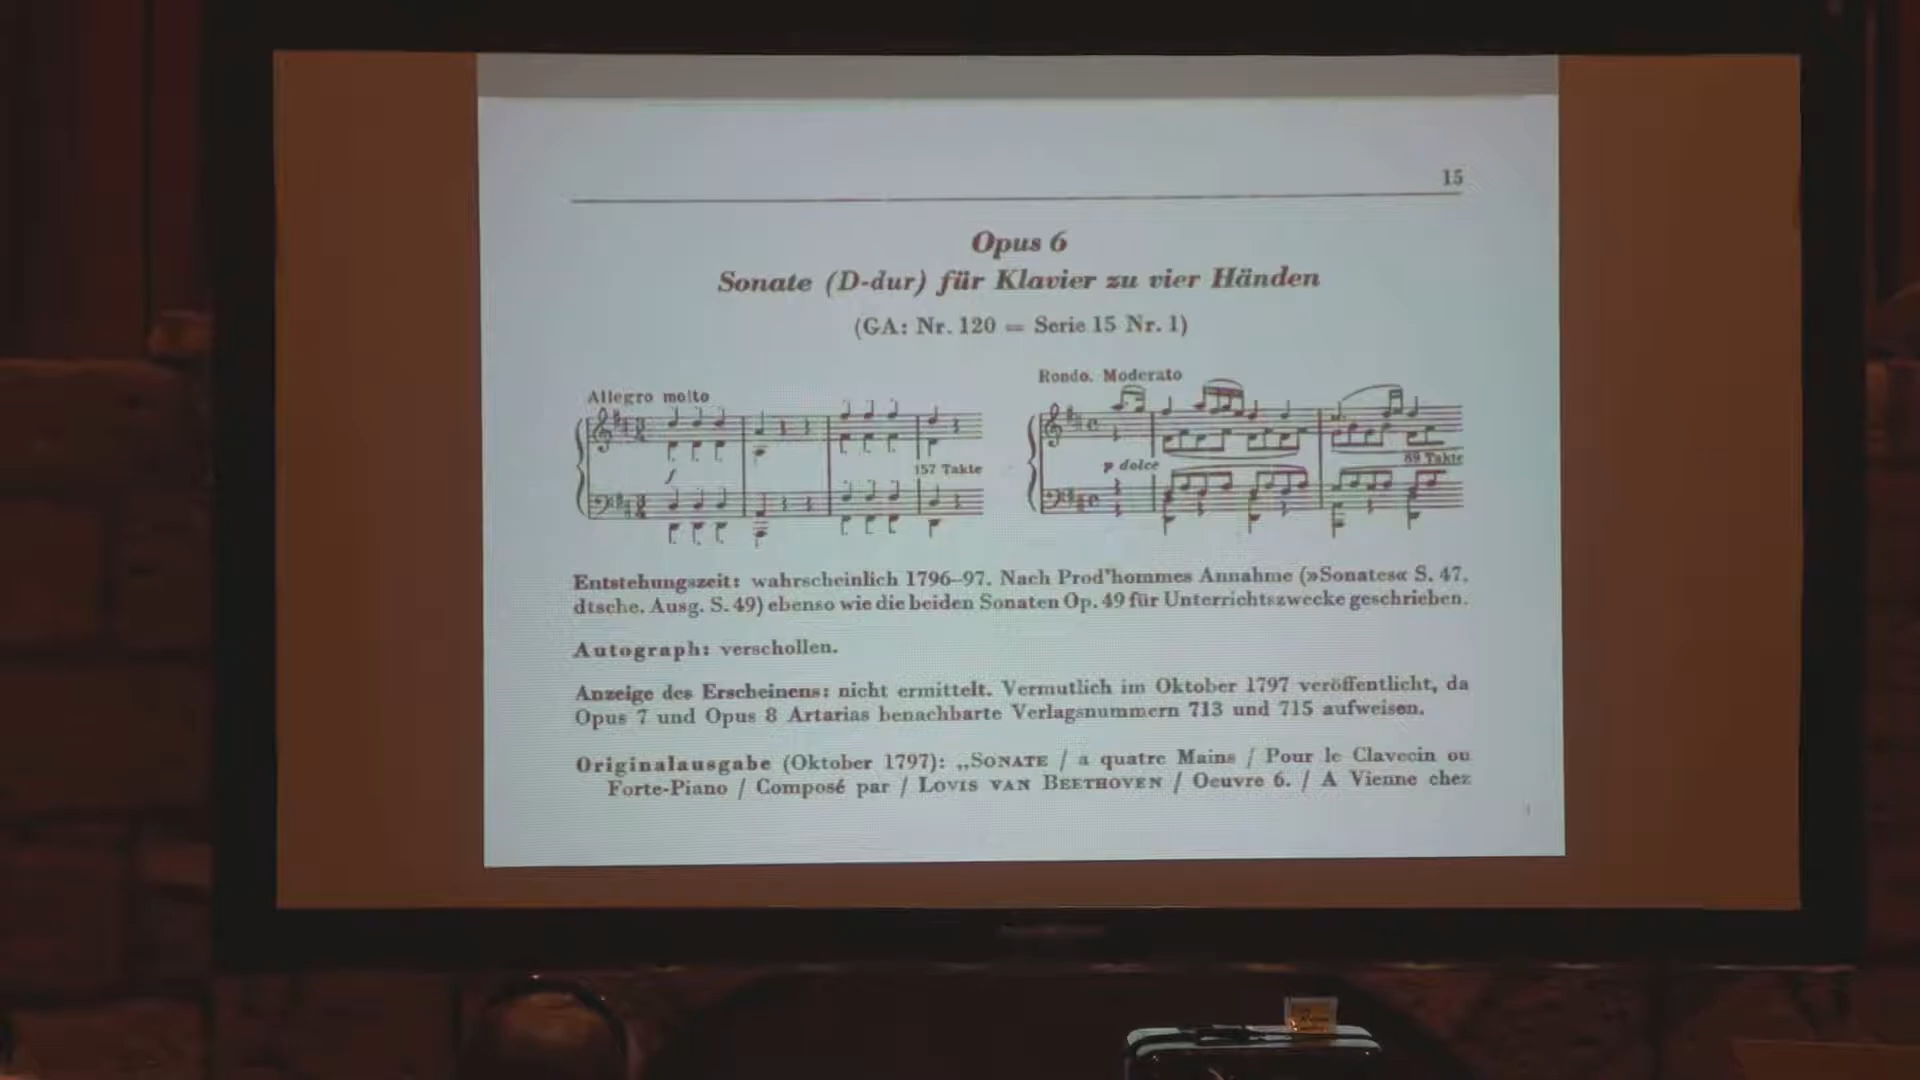 15
Opus 6
Sonate (D-dur) für Klavier zu vier Händen
(GA: Nr. 120 = Serie 15 Nr. 1)
Rondo. Moderato
Allegro molto
f
p dolce
157 Takte
89 Takte
Entstehungszeit: wahrscheinlich 1796–97. Nach Prod'hommes Annahme (»Sonates« S. 47,
dtsche. Ausg. S. 49) ebenso wie die beiden Sonaten Op. 49 für Unterrichtszwecke geschrieben.
Autograph: verschollen.
Anzeige des Erscheinens: nicht ermittelt. Vermutlich im Oktober 1797 veröffentlicht, da
Opus 7 und Opus 8 Artarias benachbarte Verlagsnummern 713 und 715 aufweisen.
Originalausgabe (Oktober 1797): „SONATE / a quatre Mains / Pour le Clavecin ou
Forte-Piano / Composé par / LOVIS VAN BEETHOVEN / Oeuvre 6. / A Vienne chez